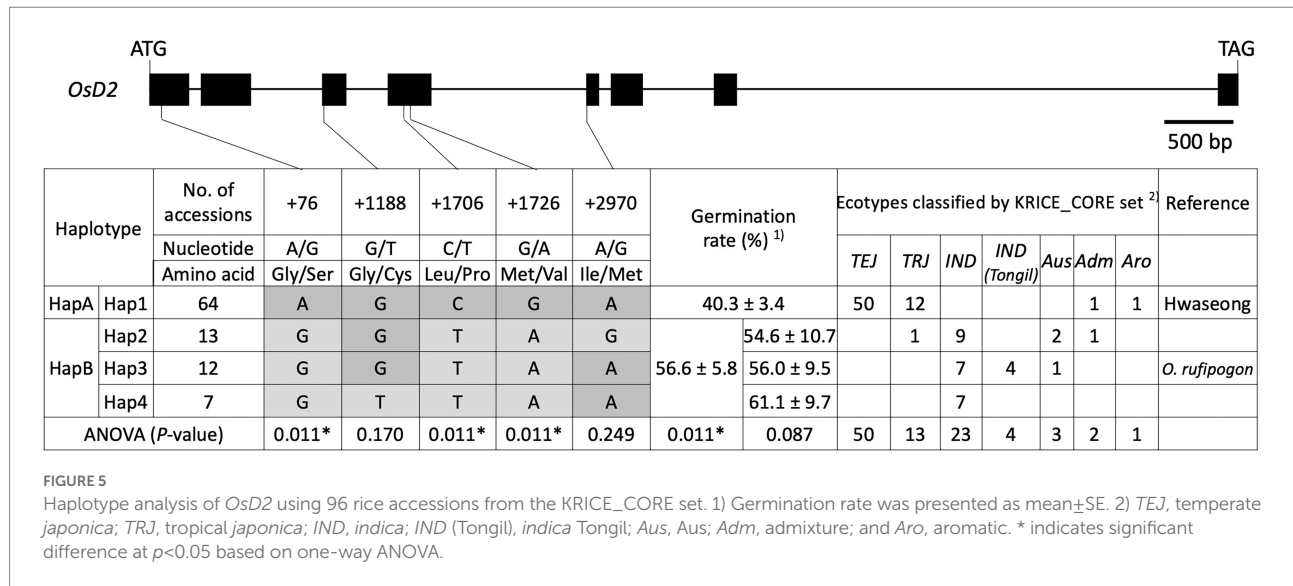 ATG TAG
OsD2
500 bp
Haplotype No. of accessions +76 +1188 +1706 +1726 +2970 Germination rate (%) 1) Ecotypes classified by KRICE_CORE set 2) Reference
Nucleotide A/G G/T C/T G/A A/G TEJ TRJ IND IND (Tongil) Aus Adm Aro
Amino acid Gly/Ser Gly/Cys Leu/Pro Met/Val Ile/Met
HapA Hap1 64 A G C G A 40.3 ± 3.4 50 12 1 1 Hwaseong
HapB Hap2 13 G G T A G 56.6 ± 5.8 54.6 ± 10.7 1 9 2 1
Hap3 12 G G T A A 56.0 ± 9.5 7 4 1 O. rufipogon
Hap4 7 G T T A A 61.1 ± 9.7 7
ANOVA (P-value) 0.011* 0.170 0.011* 0.011* 0.249 0.011* 0.087 50 13 23 4 3 2 1
FIGURE 5
Haplotype analysis of OsD2 using 96 rice accessions from the KRICE_CORE set. 1) Germination rate was presented as mean±SE. 2) TEJ, temperate
japonica; TRJ, tropical japonica; IND, indica; IND (Tongil), indica Tongil; Aus, Aus; Adm, admixture; and Aro, aromatic. * indicates significant
difference at p<0.05 based on one-way ANOVA.